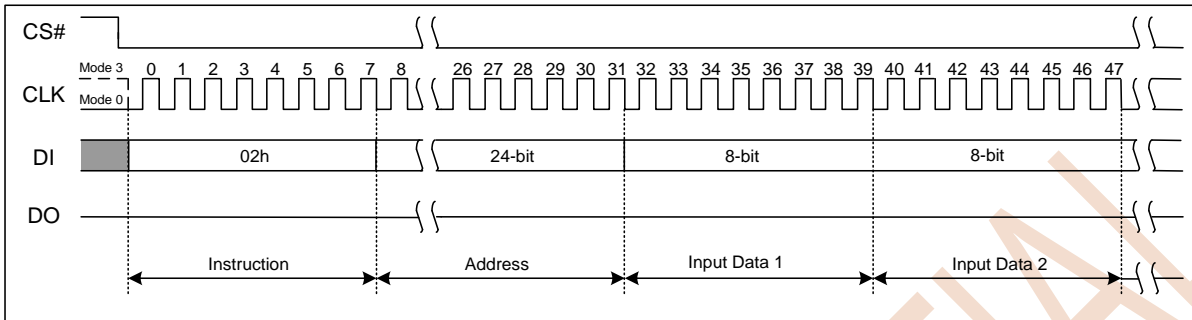 CS#
Mode 3 0 1 2 3 4 5 6 7 8 26 27 28 29 30 31 32 33 34 35 36 37 38 39 40 41 42 43 44 45 46 47
CLK
Mode 0
DI 02h 24-bit 8-bit 8-bit
DO
Instruction Address Input Data 1 Input Data 2